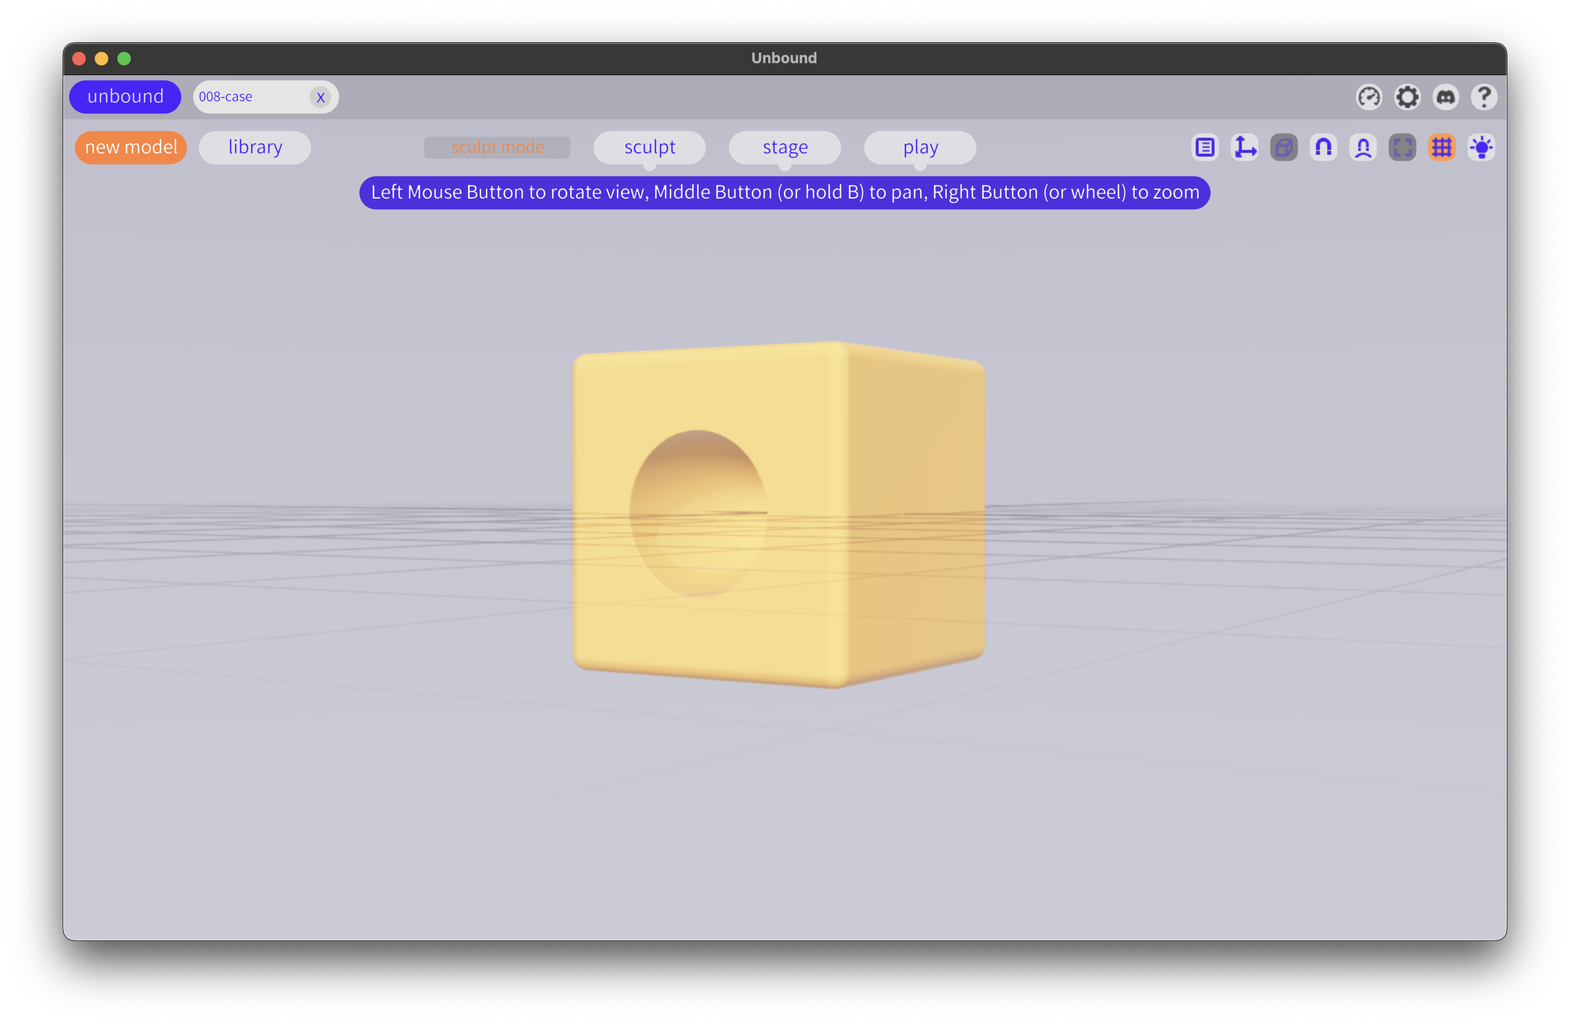 Unbound
unbound
008-case X
new model library sculpt mode sculpt stage play
Left Mouse Button to rotate view, Middle Button (or hold B) to pan, Right Button (or wheel) to zoom